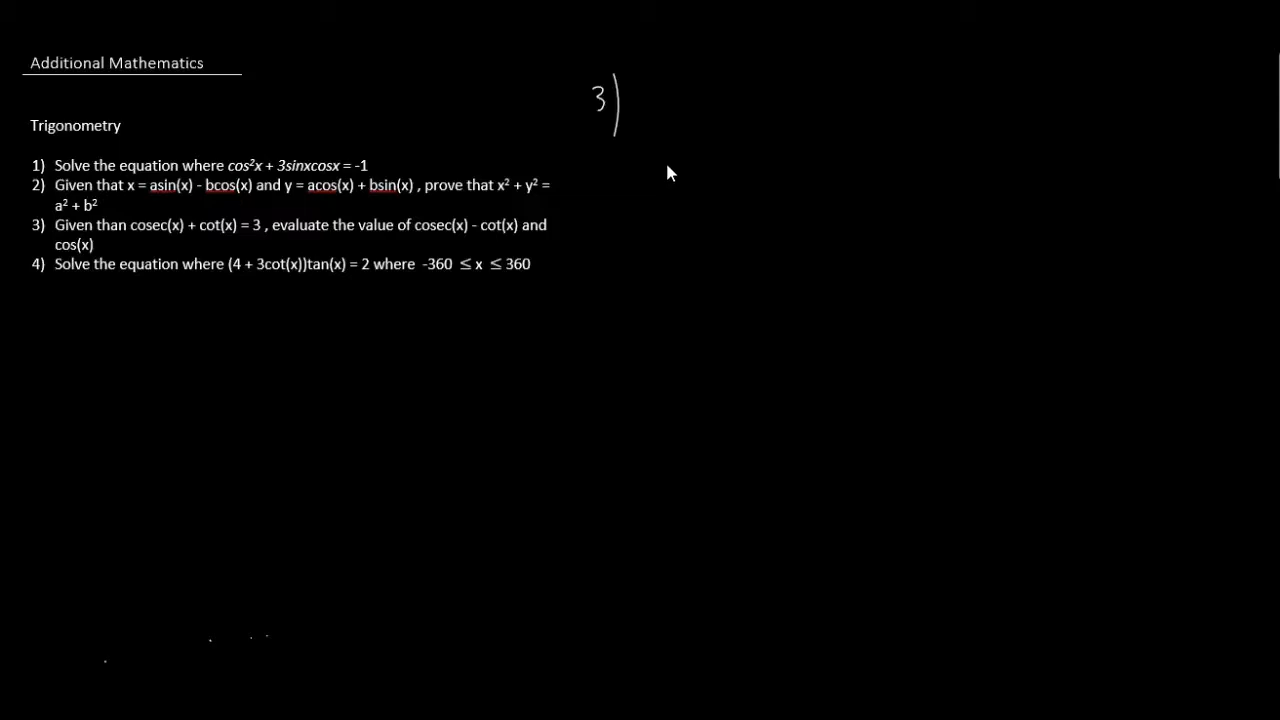 Additional Mathematics
3)
Trigonometry
1) Solve the equation where cos²x + 3sinxcosx = -1
2) Given that x = asin(x) - bcos(x) and y = acos(x) + bsin(x) , prove that x² + y² =
a² + b²
3) Given than cosec(x) + cot(x) = 3 , evaluate the value of cosec(x) - cot(x) and
cos(x)
4) Solve the equation where (4 + 3cot(x))tan(x) = 2 where -360 ≤ x ≤ 360